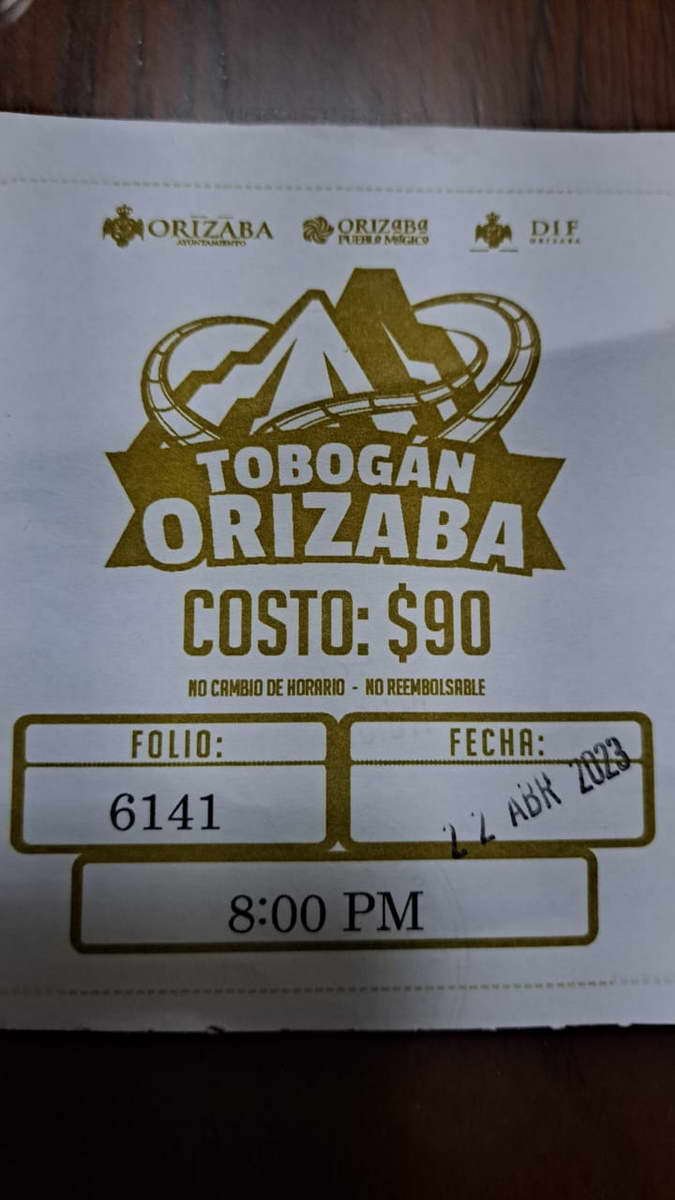 ORIZABA
AYUNTAMIENTO
ORIZABA
PUEBLO MÁGICO
DIF
ORIZABA
TOBOGÁN
ORIZABA
COSTO: $90
NO CAMBIO DE HORARIO - NO REEMBOLSABLE
FOLIO:
6141
FECHA:
22 ABR 2023
8:00 PM